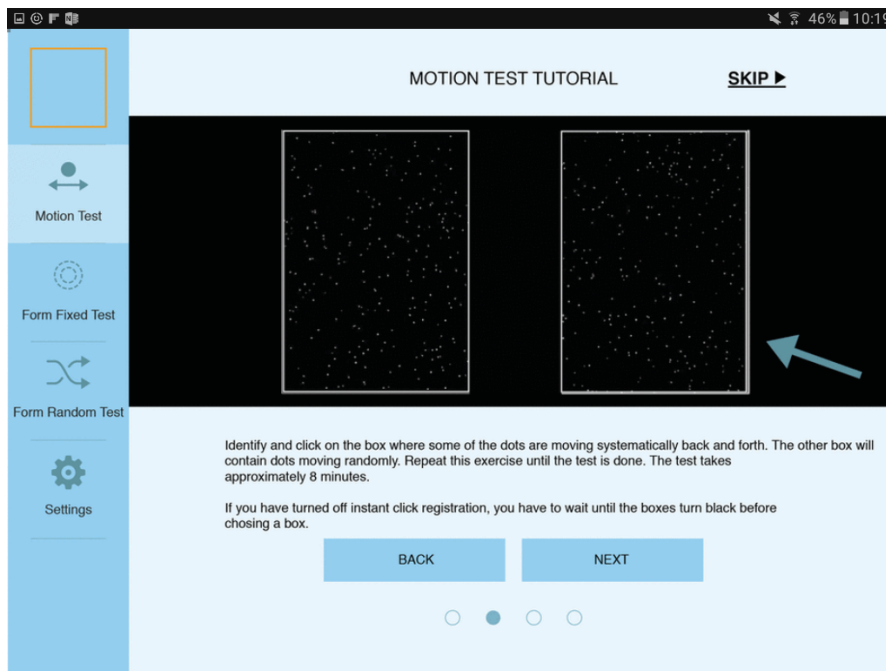 46% 10:19
MOTION TEST TUTORIAL
SKIP
Motion Test
Form Fixed Test
Form Random Test
Settings
Identify and click on the box where some of the dots are moving systematically back and forth. The other box will
contain dots moving randomly. Repeat this exercise until the test is done. The test takes
approximately 8 minutes.
If you have turned off instant click registration, you have to wait until the boxes turn black before
chosing a box.
BACK
NEXT